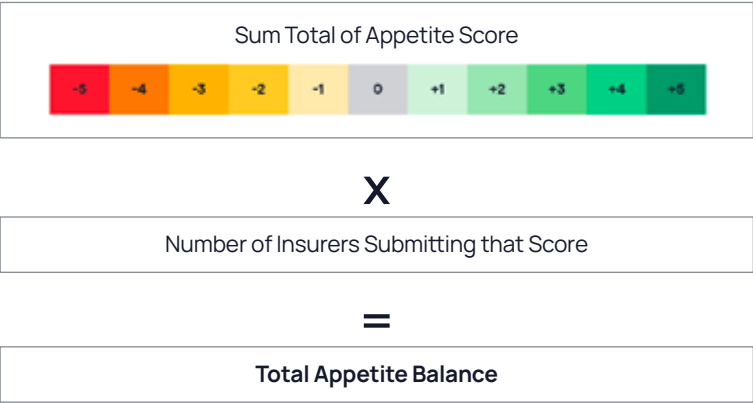 Sum Total of Appetite Score
-5 -4 -3 -2 -1 0 +1 +2 +3 +4 +5
X
Number of Insurers Submitting that Score
=
Total Appetite Balance